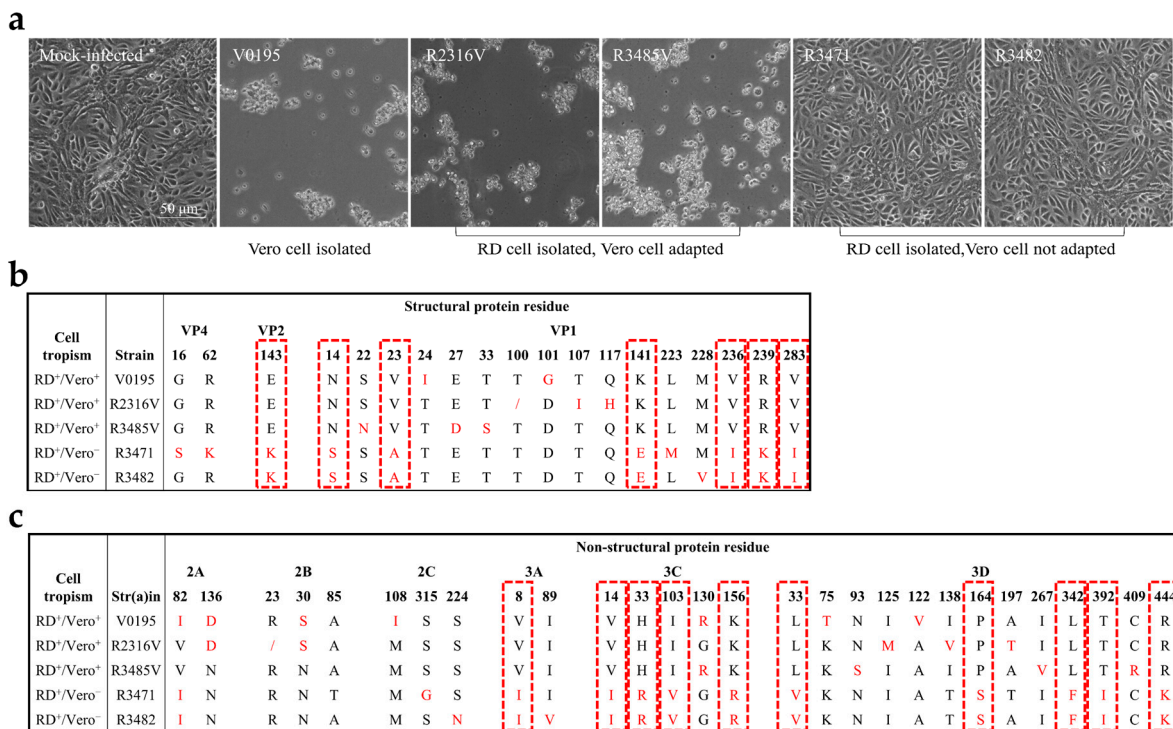 a
Mock-infected V0195 R2316V R3485V R3471 R3482
50 μm
Vero cell isolated RD cell isolated, Vero cell adapted RD cell isolated,Vero cell not adapted
b
Structural protein residue
VP4 VP2 VP1
Cell tropism Strain 16 62 143 14 22 23 24 27 33 100 101 107 117 141 223 228 236 239 283
RD⁺/Vero⁺ V0195 G R E N S V I E T T G T Q K L M V R V
RD⁺/Vero⁺ R2316V G R E N S V T E T / D I H K L M V R V
RD⁺/Vero⁺ R3485V G R E N N V T D S T D T Q K L M V R V
RD⁺/Vero⁻ R3471 S K K S S A T E T T D T Q E M M I K I
RD⁺/Vero⁻ R3482 G R K S S A T E T T D T Q E L V I K I
c
Non-structural protein residue
2A 2B 2C 3A 3C 3D
Cell tropism Str(a)in 82 136 23 30 85 108 315 224 8 89 14 33 103 130 156 33 75 93 125 122 138 164 197 267 342 392 409 444
RD⁺/Vero⁺ V0195 I D R S A I S S V I V H I R K L T N I V I P A I L T C R
RD⁺/Vero⁺ R2316V V D / S A M S S V I V H I G K L K N M A V P T I L T C R
RD⁺/Vero⁺ R3485V V N R N A M S S V I V H I R K L K S I A I P A V L T R R
RD⁺/Vero⁻ R3471 I N R N T M G S I I I R V G R V K N I A T S T I F I C K
RD⁺/Vero⁻ R3482 I N R N A M S N I V I R V G R V K N I A T S A I F I C K